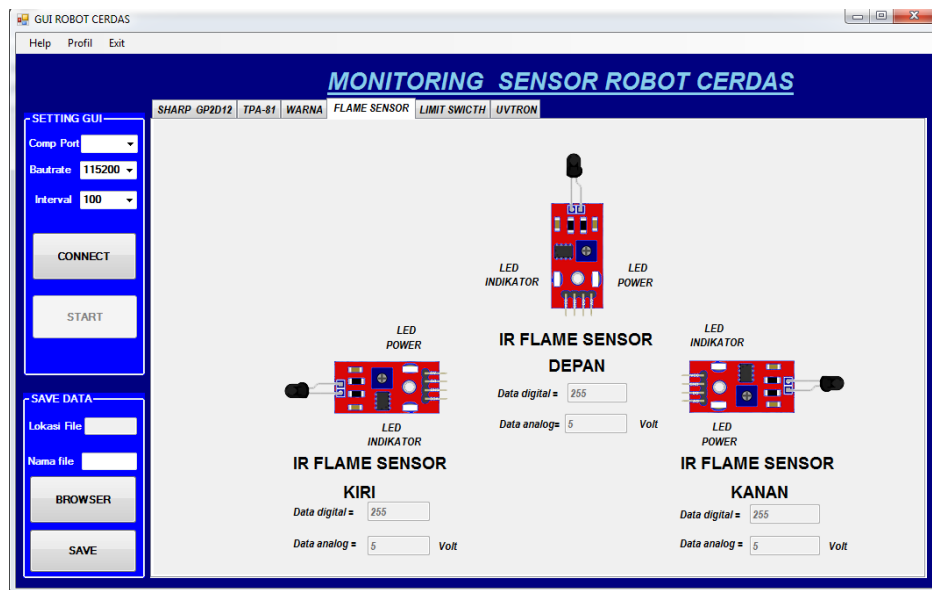 GUI ROBOT CERDAS
Help Profil Exit
MONITORING SENSOR ROBOT CERDAS
SHARP GP2D12 TPA-81 WARNA FLAME SENSOR LIMIT SWICTH UVTRON
SETTING GUI
Comp Port
Bautrate 115200
Interval 100
CONNECT
START
SAVE DATA
Lokasi File
Nama file
BROWSER
SAVE
LED
INDIKATOR
LED
POWER
IR FLAME SENSOR
DEPAN
Data digital = 255
Data analog= 5 Volt
LED
POWER
LED
INDIKATOR
IR FLAME SENSOR
KIRI
Data digital = 255
Data analog = 5 Volt
LED
INDIKATOR
LED
POWER
IR FLAME SENSOR
KANAN
Data digital = 255
Data analog = 5 Volt